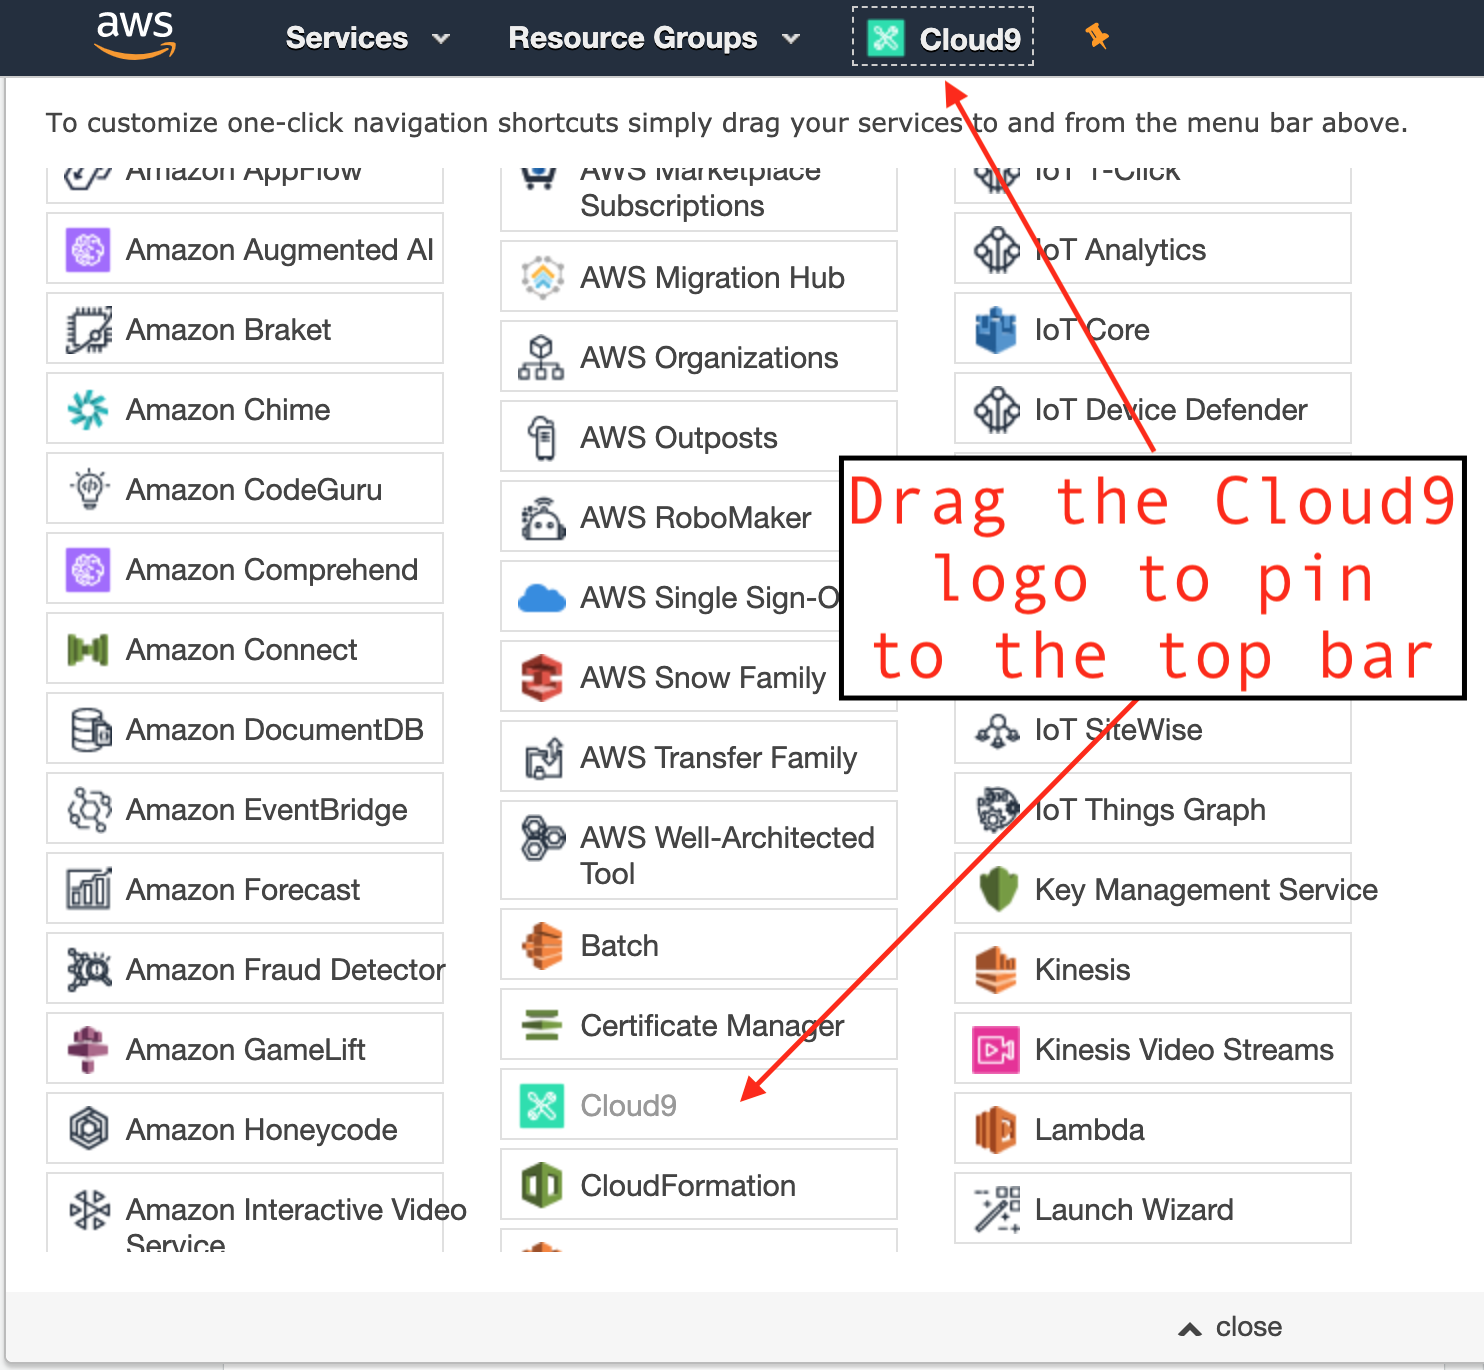 aws
Services
Resource Groups
Cloud9
To customize one-click navigation shortcuts simply drag your services to and from the menu bar above.
Amazon AppFlow
Amazon Augmented AI
Amazon Braket
Amazon Chime
Amazon CodeGuru
Amazon Comprehend
Amazon Connect
Amazon DocumentDB
Amazon EventBridge
Amazon Forecast
Amazon Fraud Detector
Amazon GameLift
Amazon Honeycode
Amazon Interactive Video
Service
AWS Marketplace
Subscriptions
AWS Migration Hub
AWS Organizations
AWS Outposts
AWS RoboMaker
AWS Single Sign-O
AWS Snow Family
AWS Transfer Family
AWS Well-Architected
Tool
Batch
Certificate Manager
Cloud9
CloudFormation
IoT 1-Click
IoT Analytics
IoT Core
IoT Device Defender
Drag the Cloud9
logo to pin
to the top bar
IoT SiteWise
IoT Things Graph
Key Management Service
Kinesis
Kinesis Video Streams
Lambda
Launch Wizard
close